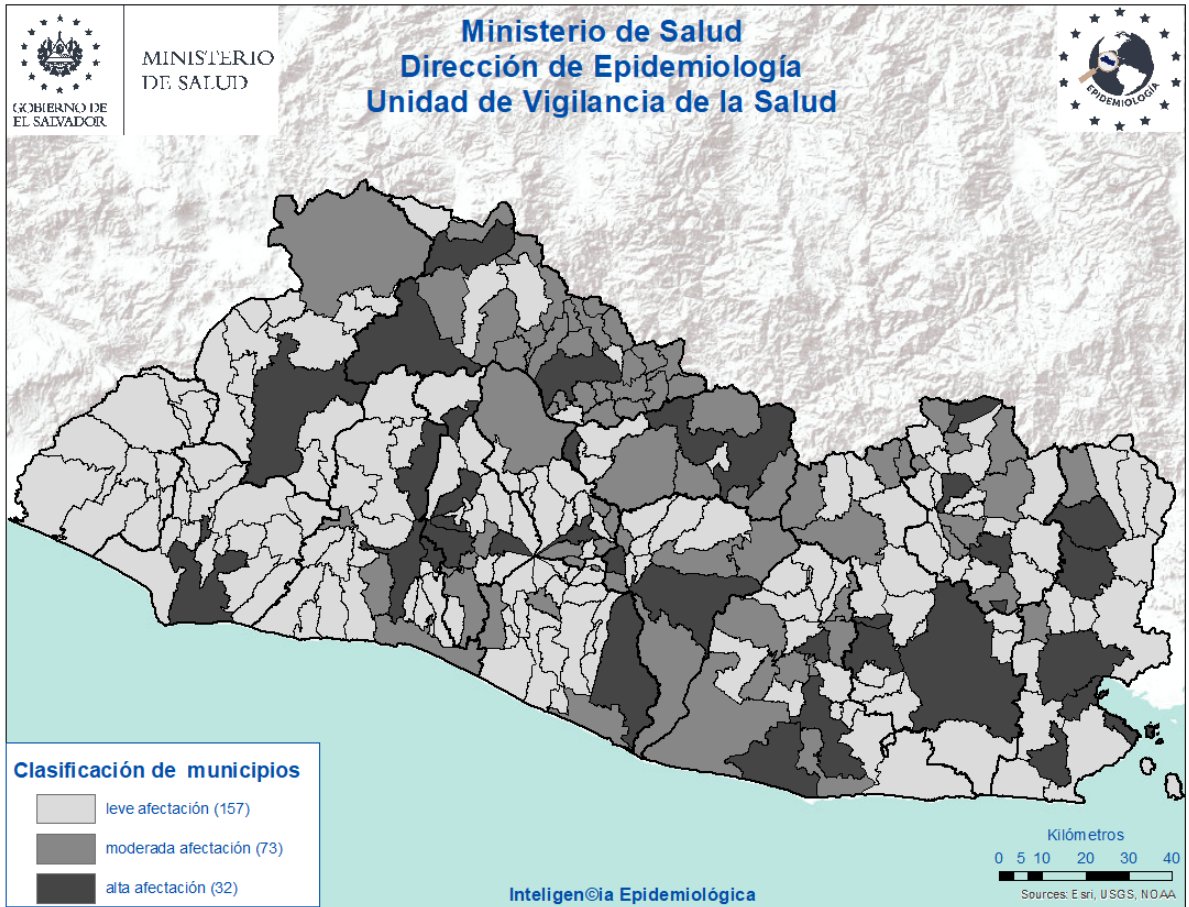 Ministerio de Salud
Dirección de Epidemiología
Unidad de Vigilancia de la Salud
MINISTERIO
DE SALUD
GOBIERNO DE
EL SALVADOR
EPIDEMIOLOGÍA
Clasificación de municipios
leve afectación (157)
moderada afectación (73)
alta afectación (32)
Inteligen©ia Epidemiológica
Kilómetros
0 5 10 20 30 40
Sources: Esri, USGS, NOAA